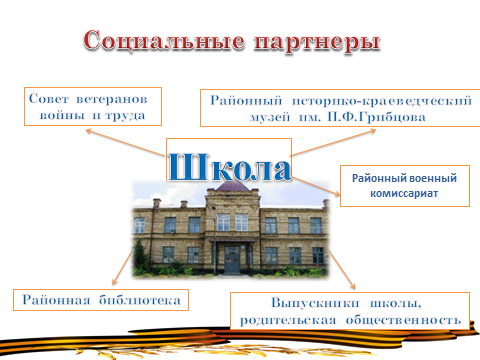 Социальные партнеры
Совет ветеранов
войны и труда
Районный историко-краеведческий
музей им. П.Ф.Грибцова
Школа
Районный военный
комиссариат
Районная библиотека
Выпускники школы,
родительская общественность